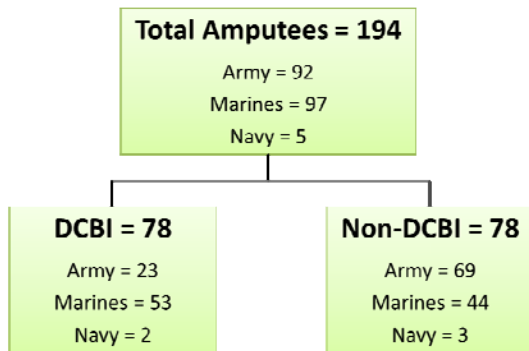 Total Amputees = 194
Army = 92
Marines = 97
Navy = 5
DCBI = 78
Army = 23
Marines = 53
Navy = 2
Non-DCBI = 78
Army = 69
Marines = 44
Navy = 3